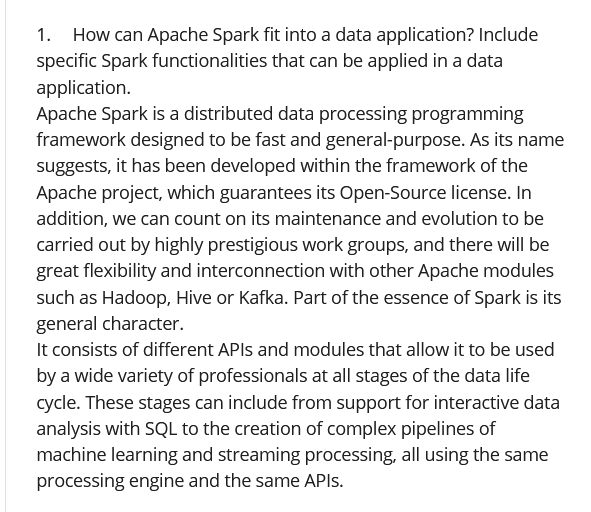 1. How can Apache Spark fit into a data application? Include
specific Spark functionalities that can be applied in a data
application.
Apache Spark is a distributed data processing programming
framework designed to be fast and general-purpose. As its name
suggests, it has been developed within the framework of the
Apache project, which guarantees its Open-Source license. In
addition, we can count on its maintenance and evolution to be
carried out by highly prestigious work groups, and there will be
great flexibility and interconnection with other Apache modules
such as Hadoop, Hive or Kafka. Part of the essence of Spark is its
general character.
It consists of different APIs and modules that allow it to be used
by a wide variety of professionals at all stages of the data life
cycle. These stages can include from support for interactive data
analysis with SQL to the creation of complex pipelines of
machine learning and streaming processing, all using the same
processing engine and the same APIs.